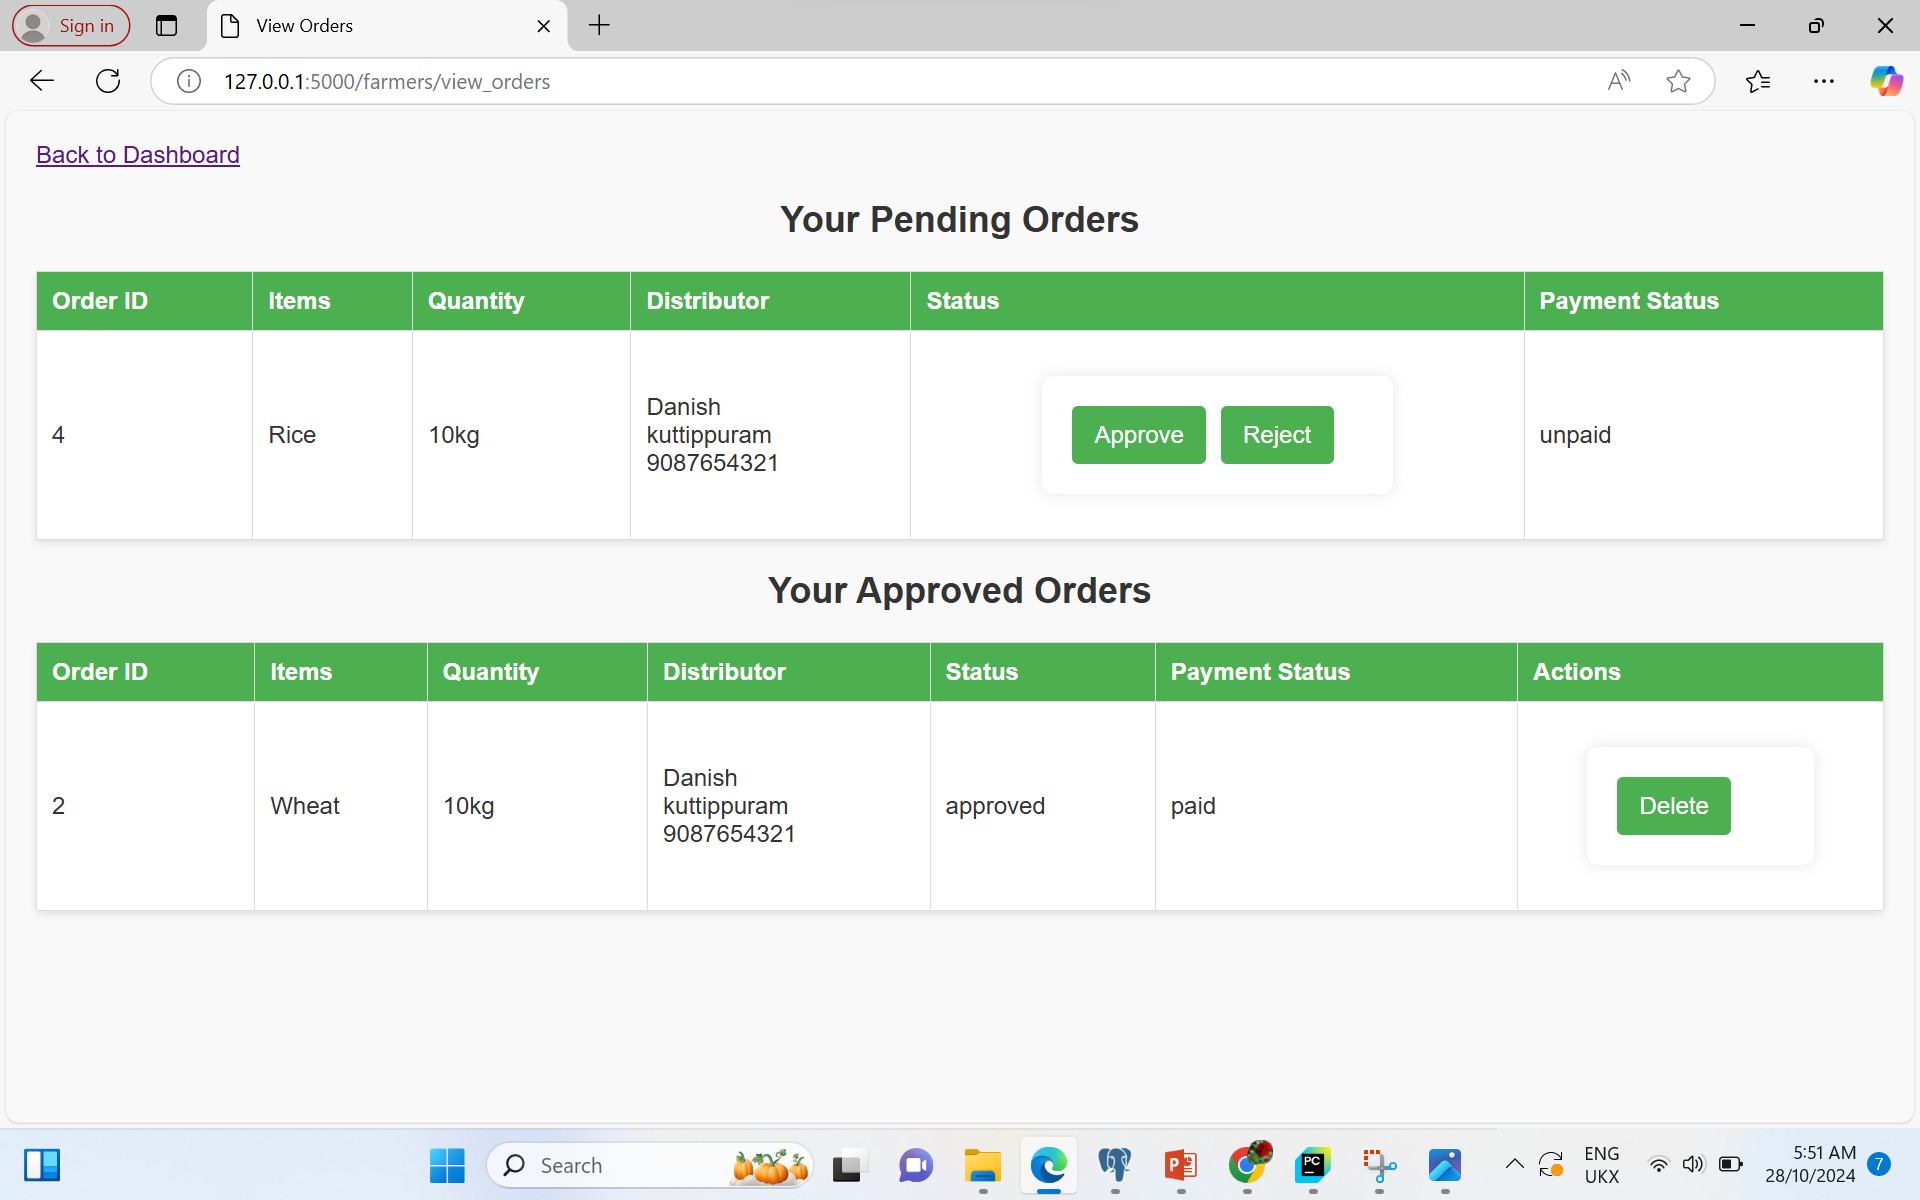 Sign in
View Orders
127.0.0.1:5000/farmers/view_orders
Back to Dashboard
Your Pending Orders
Order ID Items Quantity Distributor Status Payment Status
4 Rice 10kg Danish kuttippuram 9087654321 Approve Reject unpaid
Your Approved Orders
Order ID Items Quantity Distributor Status Payment Status Actions
2 Wheat 10kg Danish kuttippuram 9087654321 approved paid Delete
Search
PC
ENG
UKX
5:51 AM
28/10/2024
7